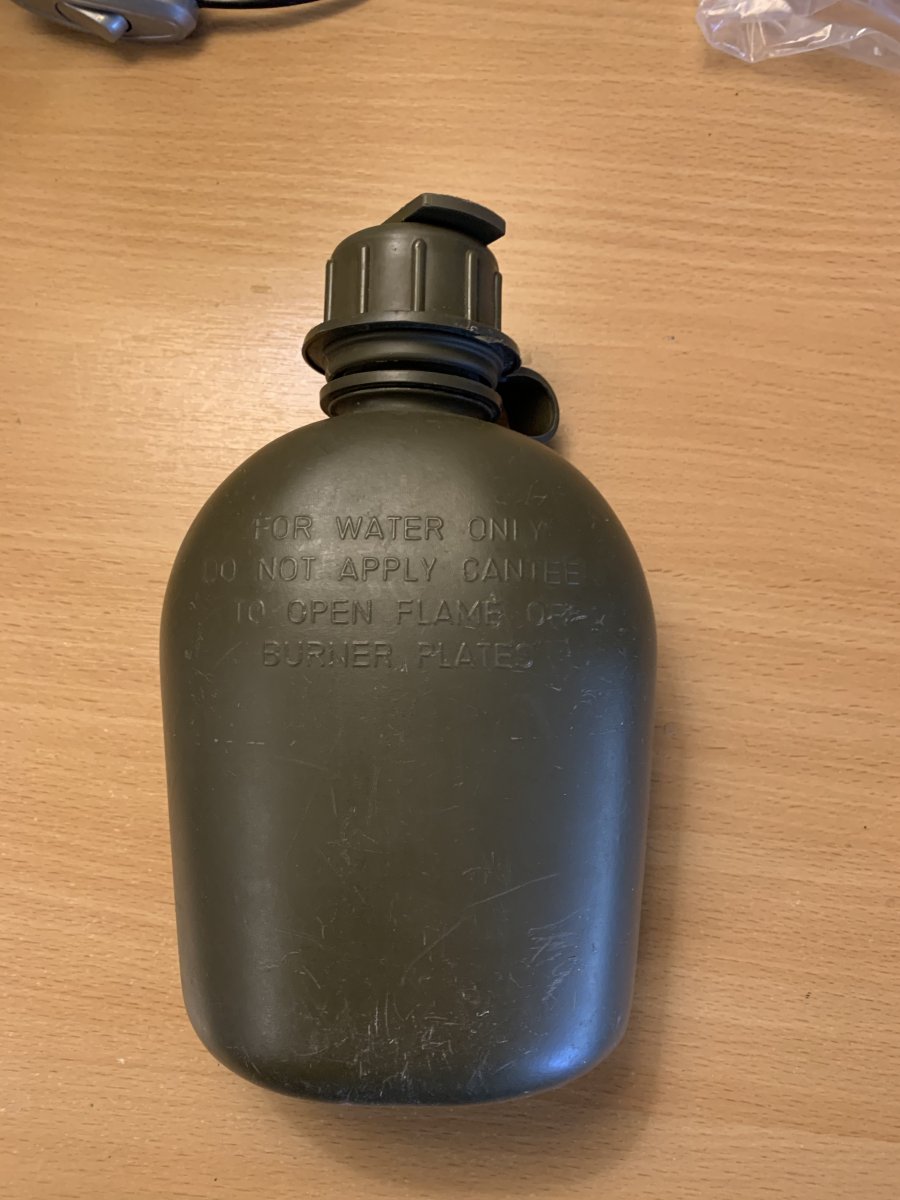 FOR WATER ONLY
DO NOT APPLY CANTEEN
TO OPEN FLAME OR
BURNER PLATES